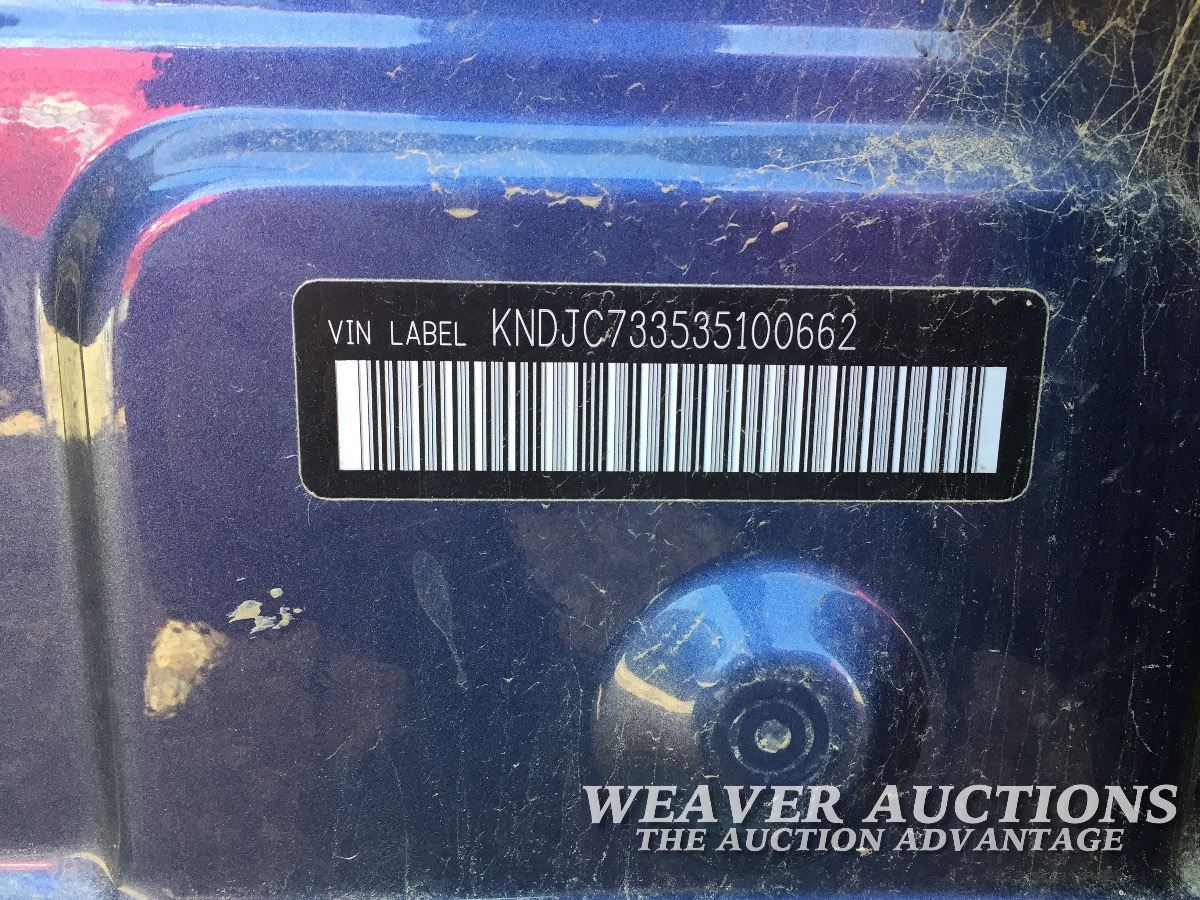 VIN LABEL KNDJC733535100662
WEAVER AUCTIONS
THE AUCTION ADVANTAGE